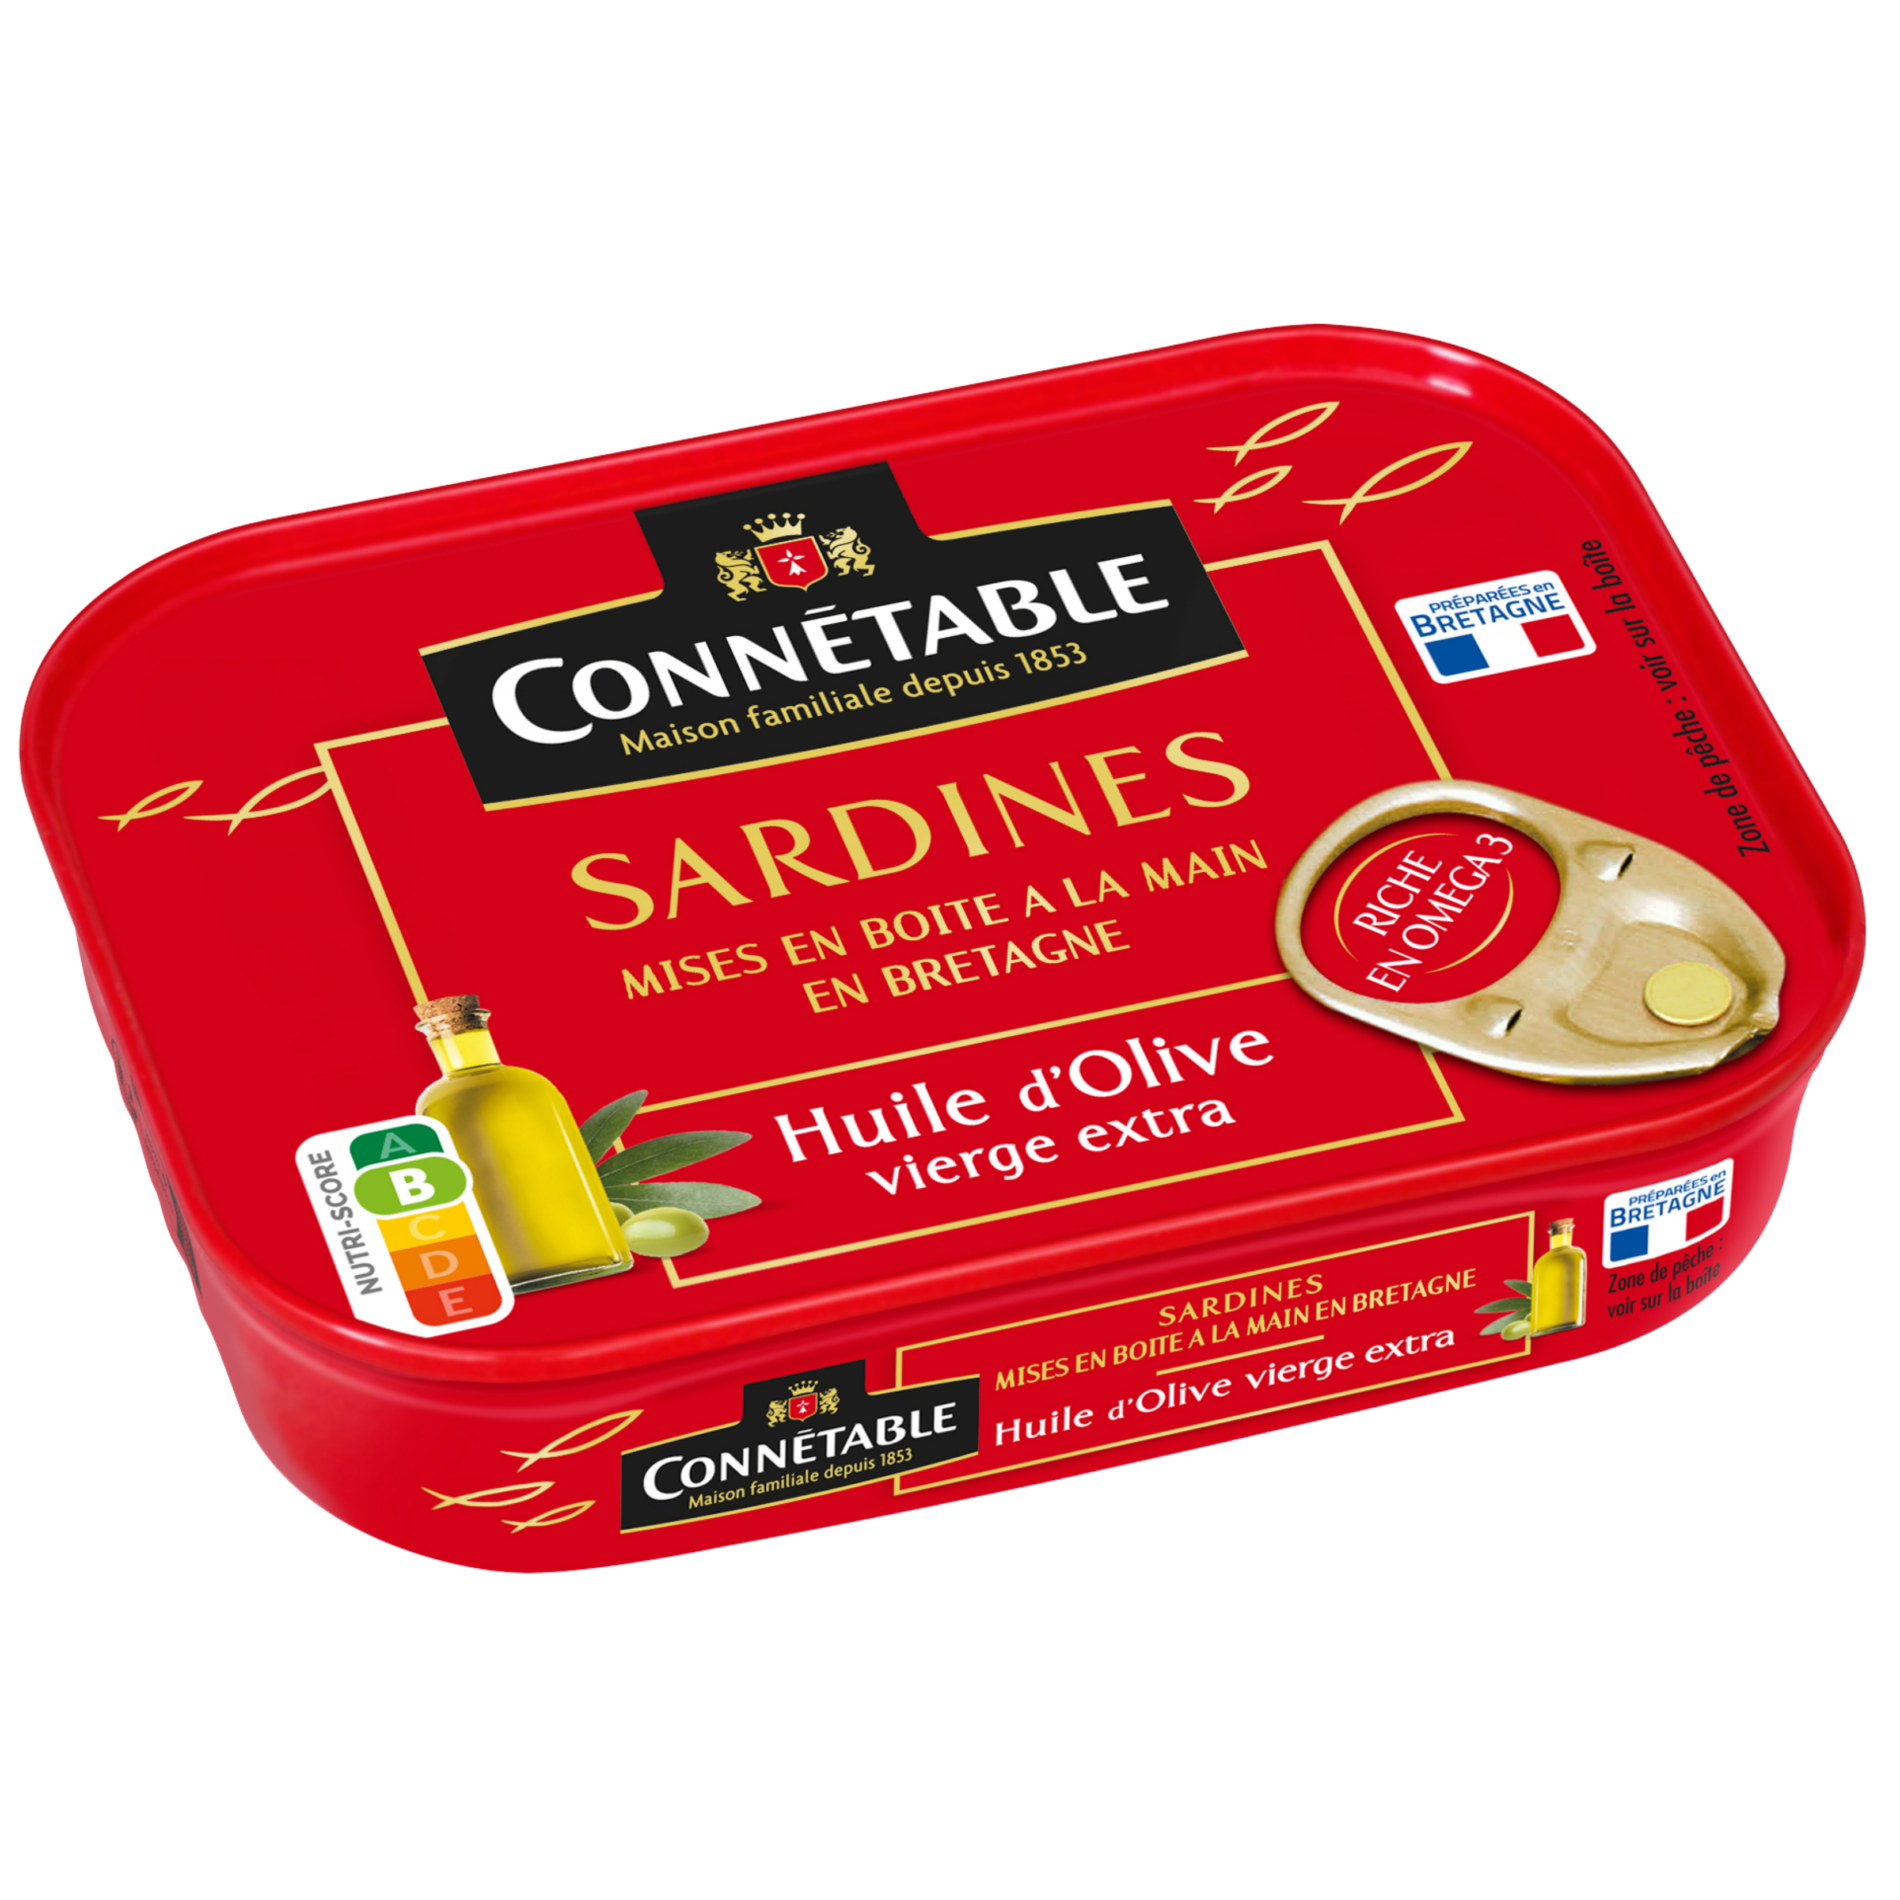 CONNÉTABLE
Maison familiale depuis 1853
SARDINES
MISES EN BOITE A LA MAIN
EN BRETAGNE
Huile d'Olive
vierge extra
PRÉPARÉES en
BRETAGNE
Zone de pêche : voir sur la boîte
RICHE
EN OMEGA 3
NUTRI-SCORE
A
B
C
D
E
CONNÉTABLE
Maison familiale depuis 1853
SARDINES
MISES EN BOITE A LA MAIN EN BRETAGNE
Huile d'Olive vierge extra
PRÉPARÉES en
BRETAGNE
Zone de pêche :
voir sur la boîte